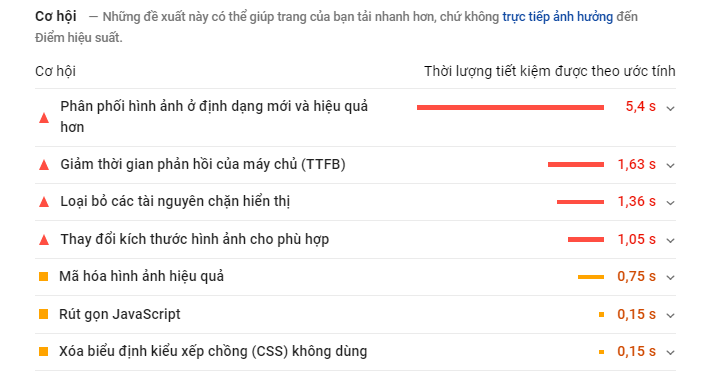 Cơ hội — Những đề xuất này có thể giúp trang của bạn tải nhanh hơn, chứ không trực tiếp ảnh hưởng đến
Điểm hiệu suất.
Cơ hội Thời lượng tiết kiệm được theo ước tính
Phân phối hình ảnh ở định dạng mới và hiệu quả 5,4 s
hơn
Giảm thời gian phản hồi của máy chủ (TTFB) 1,63 s
Loại bỏ các tài nguyên chặn hiển thị 1,36 s
Thay đổi kích thước hình ảnh cho phù hợp 1,05 s
Mã hóa hình ảnh hiệu quả 0,75 s
Rút gọn JavaScript 0,15 s
Xóa biểu định kiểu xếp chồng (CSS) không dùng 0,15 s